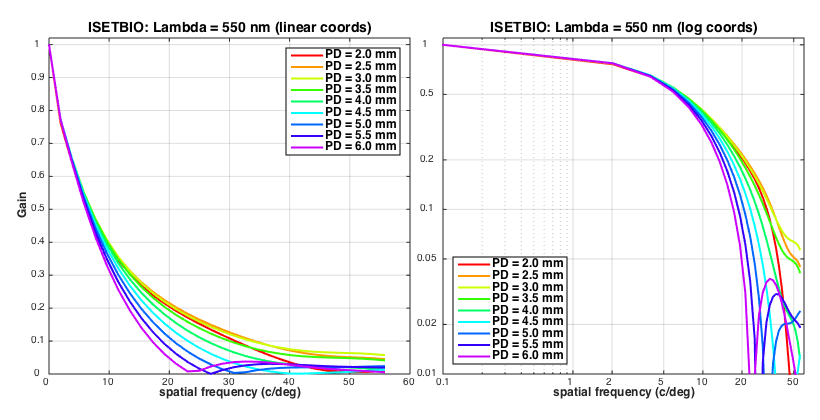 ISETBIO: Lambda = 550 nm (linear coords)
1
0.9
0.8
0.7
0.6
0.5
0.4
0.3
0.2
0.1
0
Gain
PD = 2.0 mm
PD = 2.5 mm
PD = 3.0 mm
PD = 3.5 mm
PD = 4.0 mm
PD = 4.5 mm
PD = 5.0 mm
PD = 5.5 mm
PD = 6.0 mm
0 10 20 30 40 50 60
spatial frequency (c/deg)
ISETBIO: Lambda = 550 nm (log coords)
1
0.5
0.2
0.1
0.05
0.02
0.01
PD = 2.0 mm
PD = 2.5 mm
PD = 3.0 mm
PD = 3.5 mm
PD = 4.0 mm
PD = 4.5 mm
PD = 5.0 mm
PD = 5.5 mm
PD = 6.0 mm
0.1 1 2 5 10 20 50
spatial frequency (c/deg)